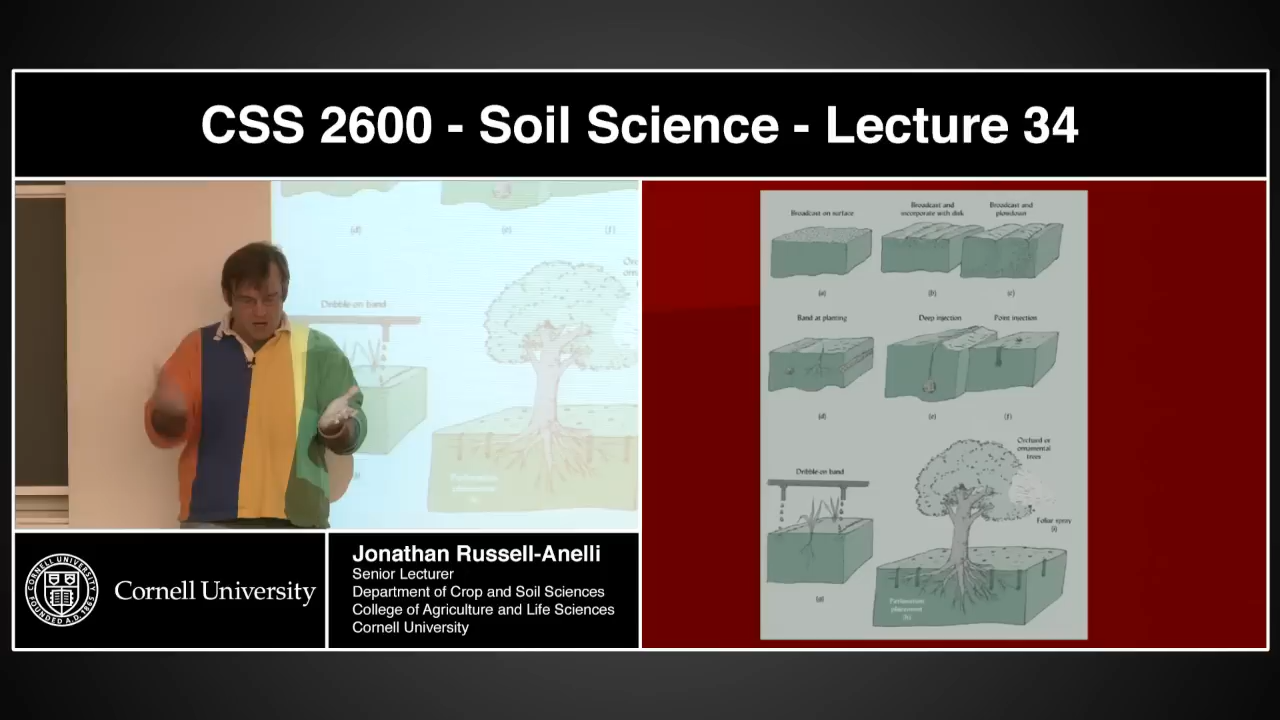 CSS 2600 - Soil Science - Lecture 34
(d)
(e)
(f)
Dribble-on band
Perforation
placement
Cornell University
Jonathan Russell-Anelli
Senior Lecturer
Department of Crop and Soil Sciences
College of Agriculture and Life Sciences
Cornell University
Broadcast on surface
Broadcast and
incorporate with disk
Broadcast and
plowdown
(a)
(b)
(c)
Band at planting
Deep injection
Point injection
(d)
(e)
(f)
Dribble-on band
Orchard or
ornamental
trees
Foliar spray
(i)
(g)
Perforation
placement
(h)